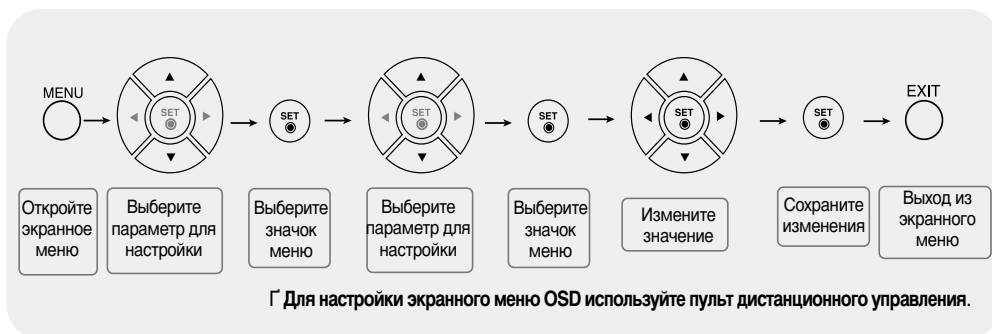 MENU
SET
SET
SET
SET
SET
SET
EXIT
Откройте
экранное
меню
Выберите
параметр для
настройки
Выберите
значок
меню
Выберите
параметр для
настройки
Выберите
значок
меню
Измените
значение
Сохраните
изменения
Выход из
экранного
меню
Г Для настройки экранного меню OSD используйте пульт дистанционного управления.